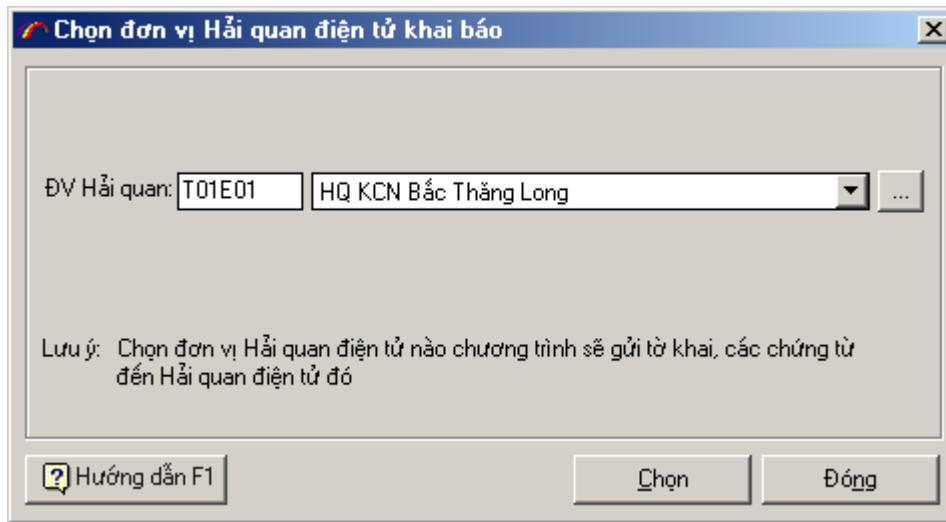 Chọn đơn vị Hải quan điện tử khai báo
ĐV Hải quan: T01E01 HQ KCN Bắc Thăng Long ...
Lưu ý: Chọn đơn vị Hải quan điện tử nào chương trình sẽ gửi tờ khai, các chứng từ
đến Hải quan điện tử đó
Hướng dẫn F1 Chọn Đóng